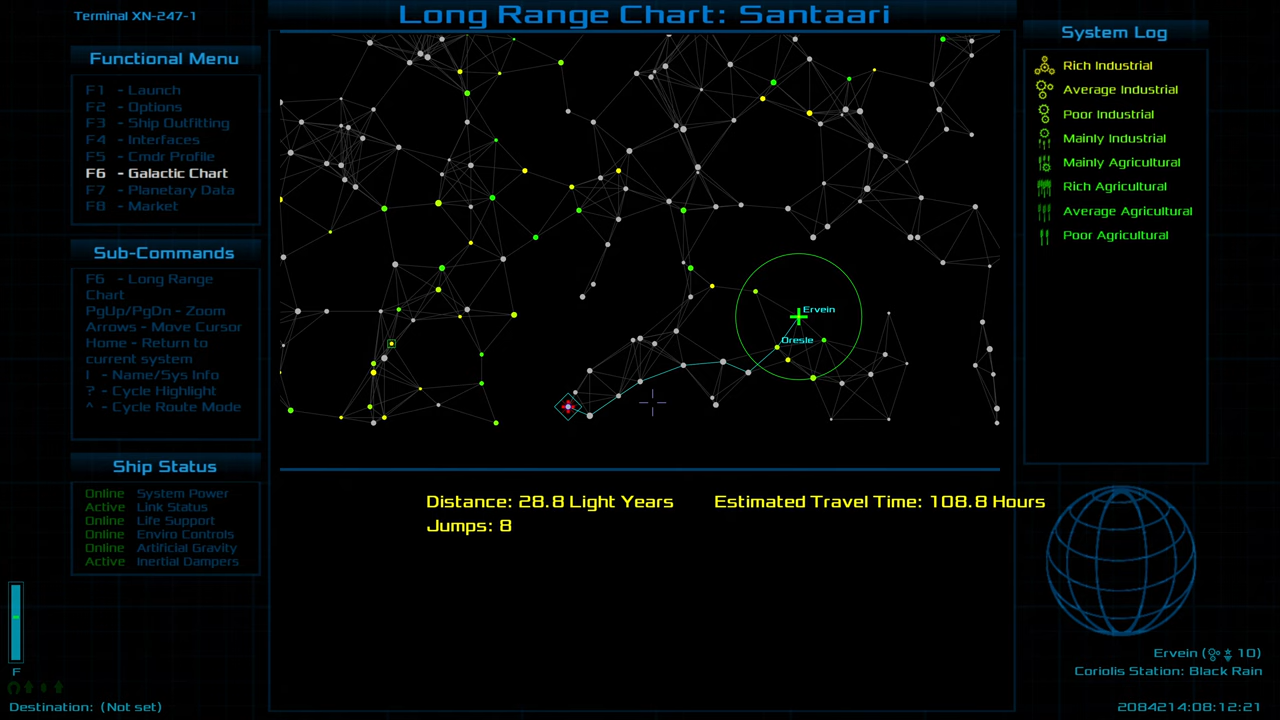 Terminal XN-247-1
Long Range Chart: Santaari
Functional Menu
F1 - Launch
F2 - Options
F3 - Ship Outfitting
F4 - Interfaces
F5 - Cmdr Profile
F6 - Galactic Chart
F7 - Planetary Data
F8 - Market
Sub-Commands
F6 - Long Range
Chart
PgUp/PgDn - Zoom
Arrows - Move Cursor
Home - Return to
current system
I - Name/Sys Info
? - Cycle Highlight
^ - Cycle Route Mode
Ship Status
Online System Power
Active Link Status
Online Life Support
Online Enviro Controls
Online Artificial Gravity
Active Inertial Dampers
F
Destination: (Not set)
Ervein
Oresle
Distance: 28.8 Light Years Estimated Travel Time: 108.8 Hours
Jumps: 8
System Log
Rich Industrial
Average Industrial
Poor Industrial
Mainly Industrial
Mainly Agricultural
Rich Agricultural
Average Agricultural
Poor Agricultural
Ervein ( 10)
Coriolis Station: Black Rain
2084214:08:12:21